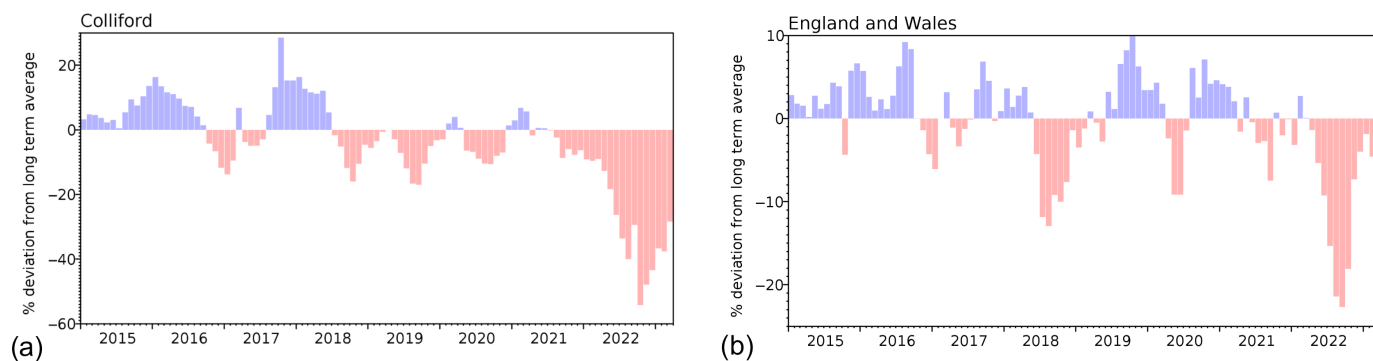 Colliford
% deviation from long term average
20
0
−20
−40
−60
2015 2016 2017 2018 2019 2020 2021 2022
(a)
England and Wales
% deviation from long term average
10
0
−10
−20
2015 2016 2017 2018 2019 2020 2021 2022
(b)